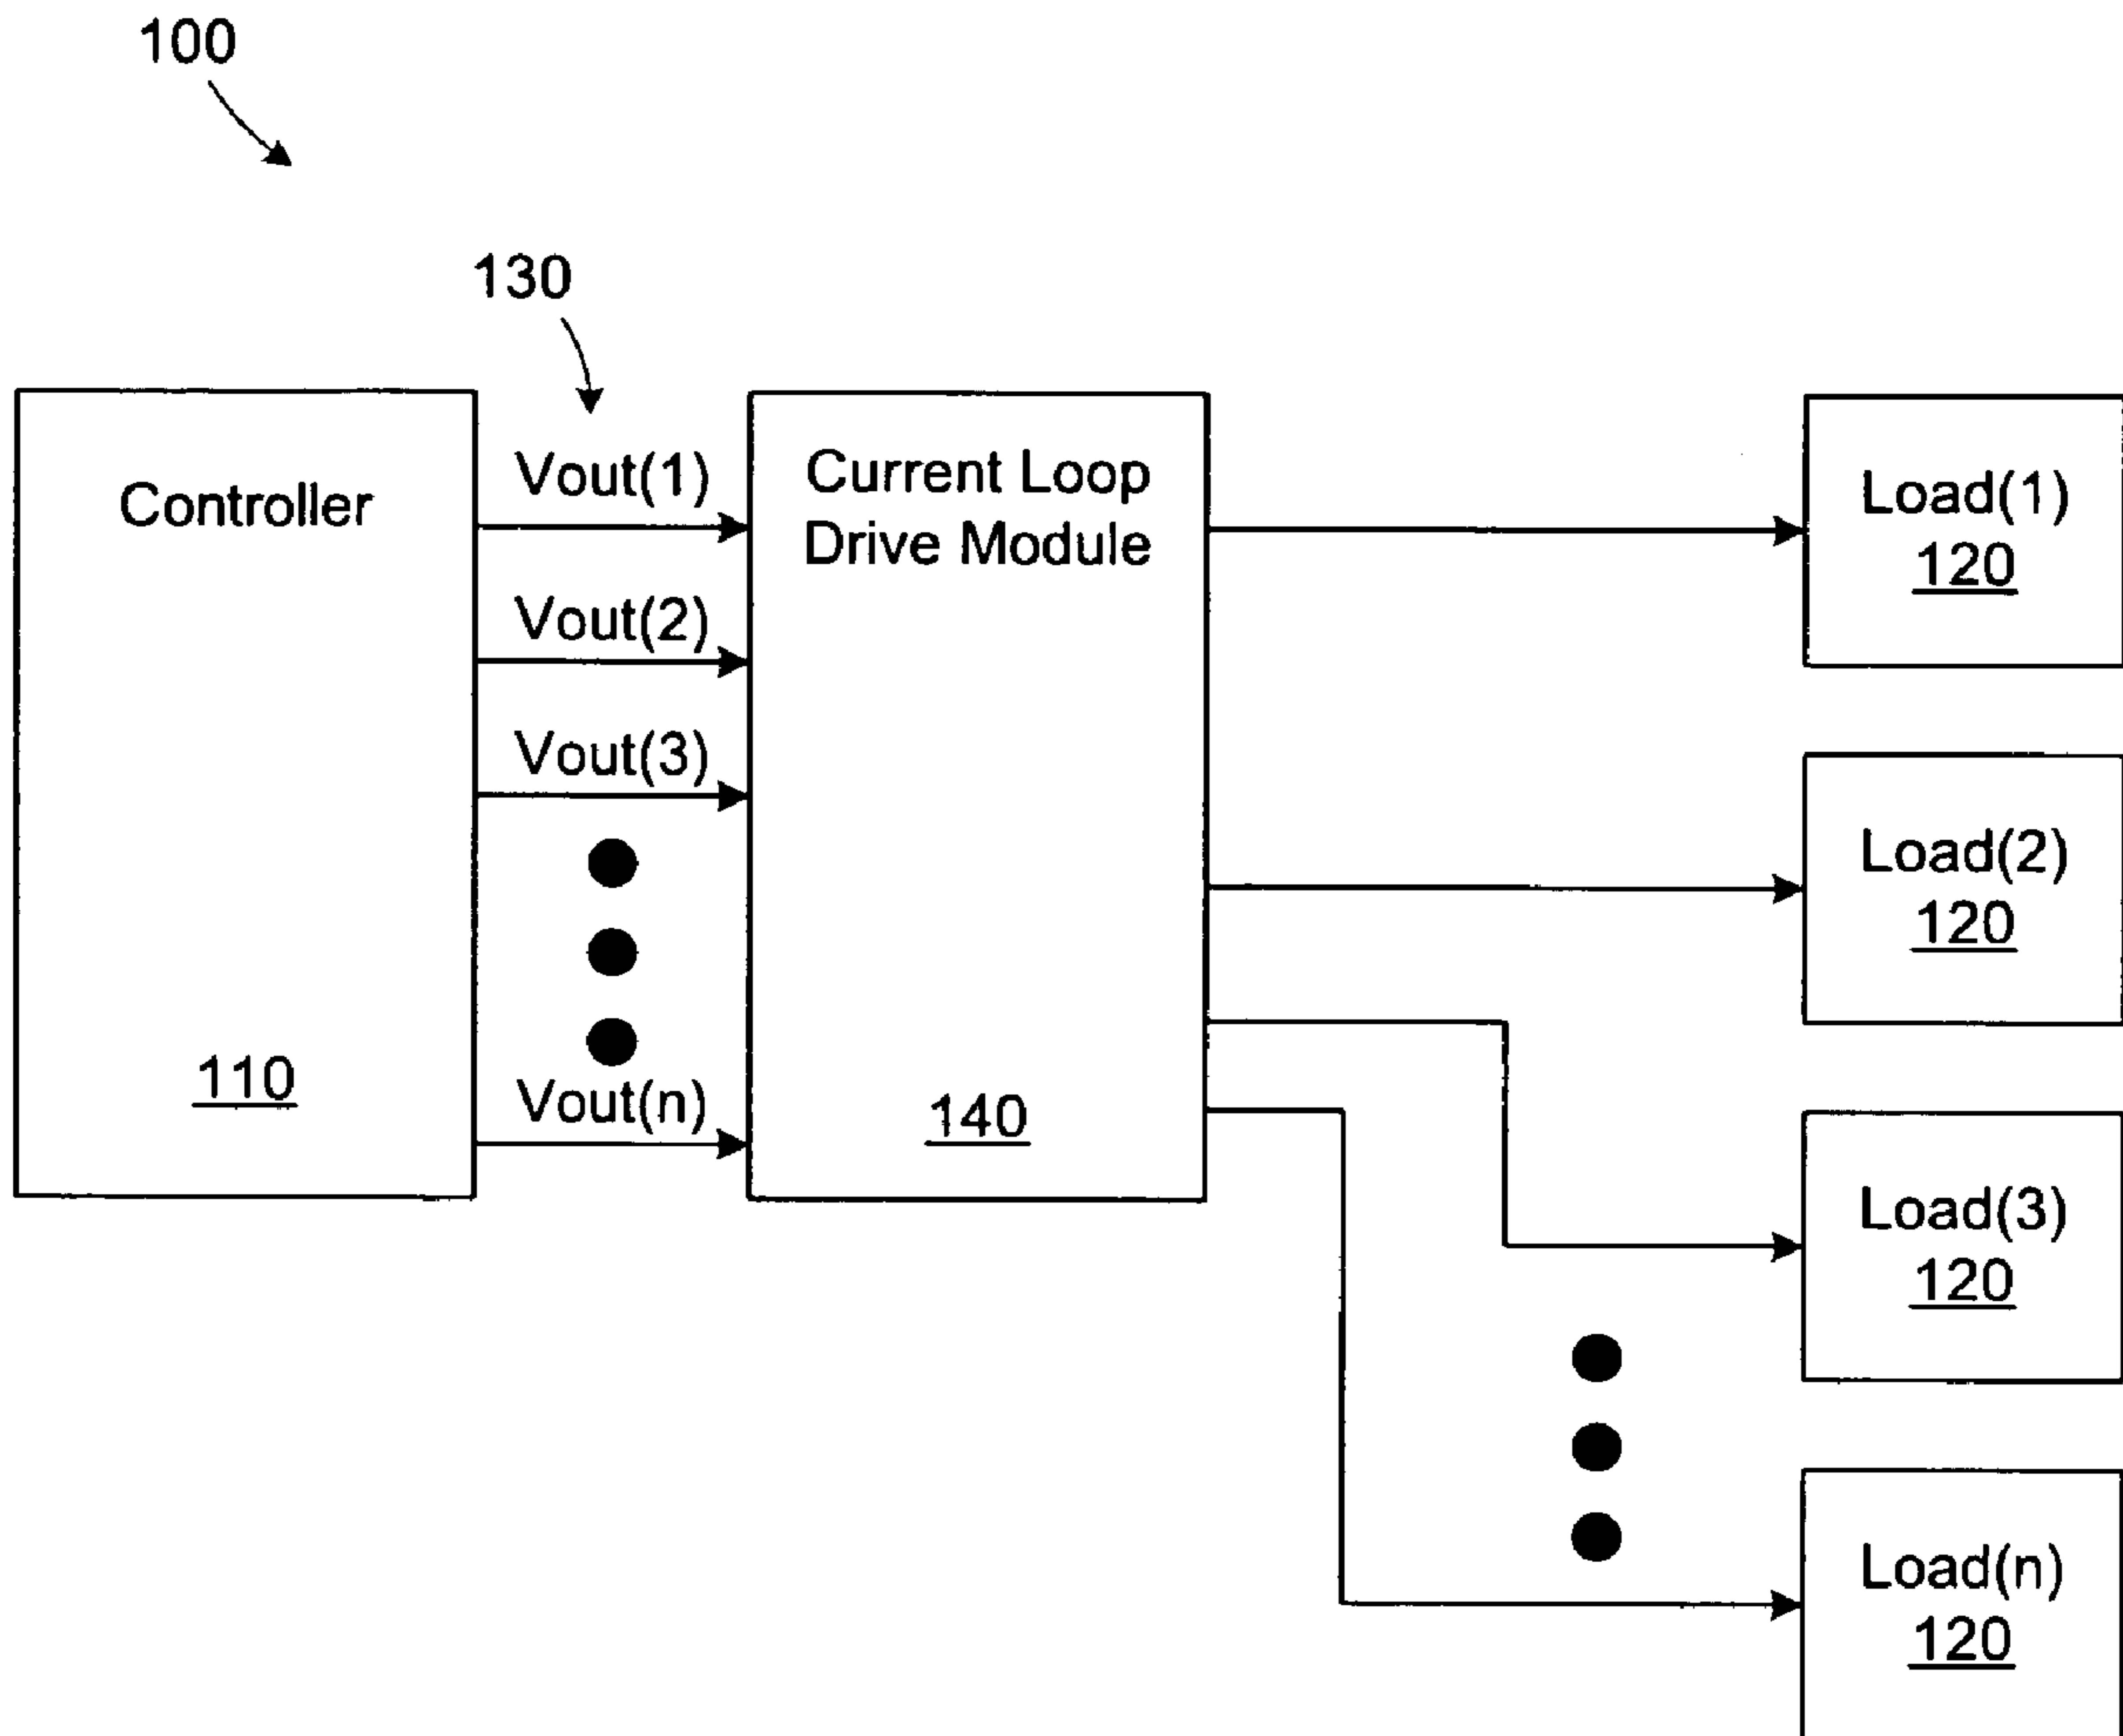 100
130
Controller
110
Vout(1)
Vout(2)
Vout(3)
Vout(n)
Current Loop
Drive Module
140
Load(1)
120
Load(2)
120
Load(3)
120
Load(n)
120